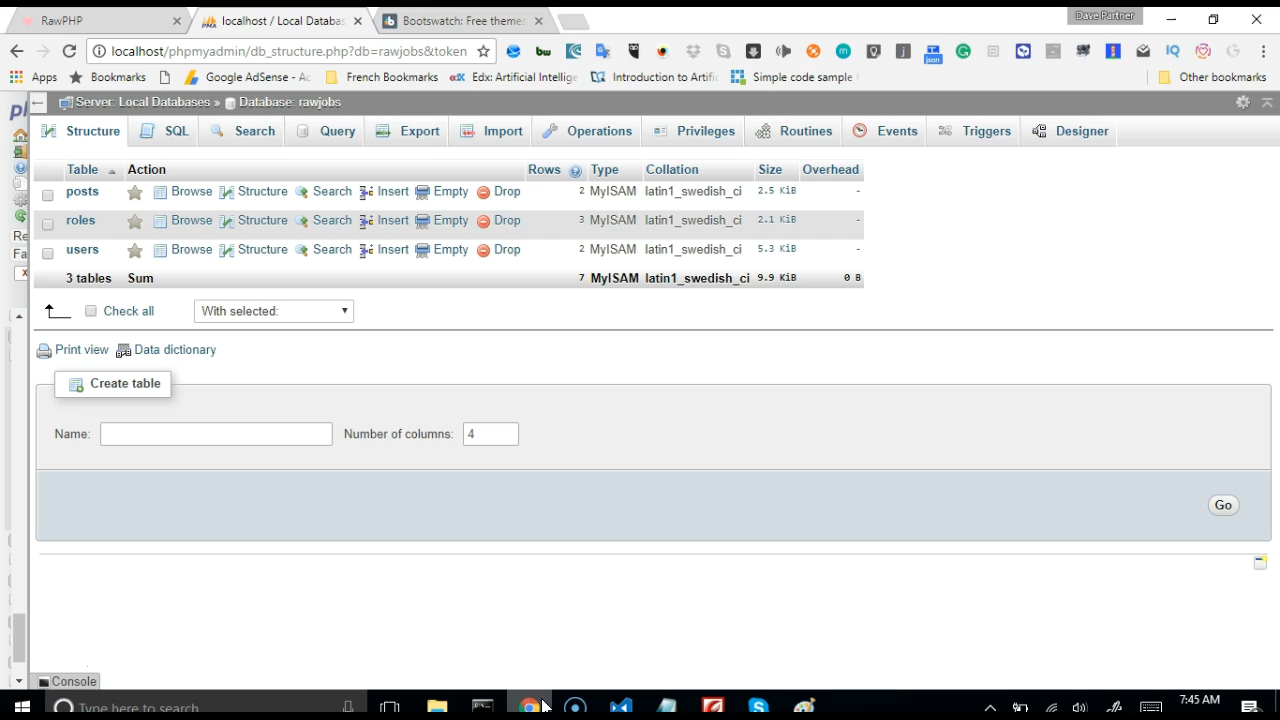 RawPHP
localhost / Local Databas
Bootswatch: Free themes
Dave Partner
localhost/phpmyadmin/db_structure.php?db=rawjobs&token
Apps Bookmarks Google AdSense - Ac French Bookmarks Edx: Artificial Intellige Introduction to Artifi Simple code sample Other bookmarks
Server: Local Databases » Database: rawjobs
Structure SQL Search Query Export Import Operations Privileges Routines Events Triggers Designer
Table Action Rows Type Collation Size Overhead
posts Browse Structure Search Insert Empty Drop 2 MyISAM latin1_swedish_ci 2.5 KiB -
roles Browse Structure Search Insert Empty Drop 3 MyISAM latin1_swedish_ci 2.1 KiB -
users Browse Structure Search Insert Empty Drop 2 MyISAM latin1_swedish_ci 5.3 KiB -
3 tables Sum 7 MyISAM latin1_swedish_ci 9.9 KiB 0 B
Check all With selected:
Print view Data dictionary
Create table
Name: Number of columns: 4
Go
Console
Type here to search
7:45 AM